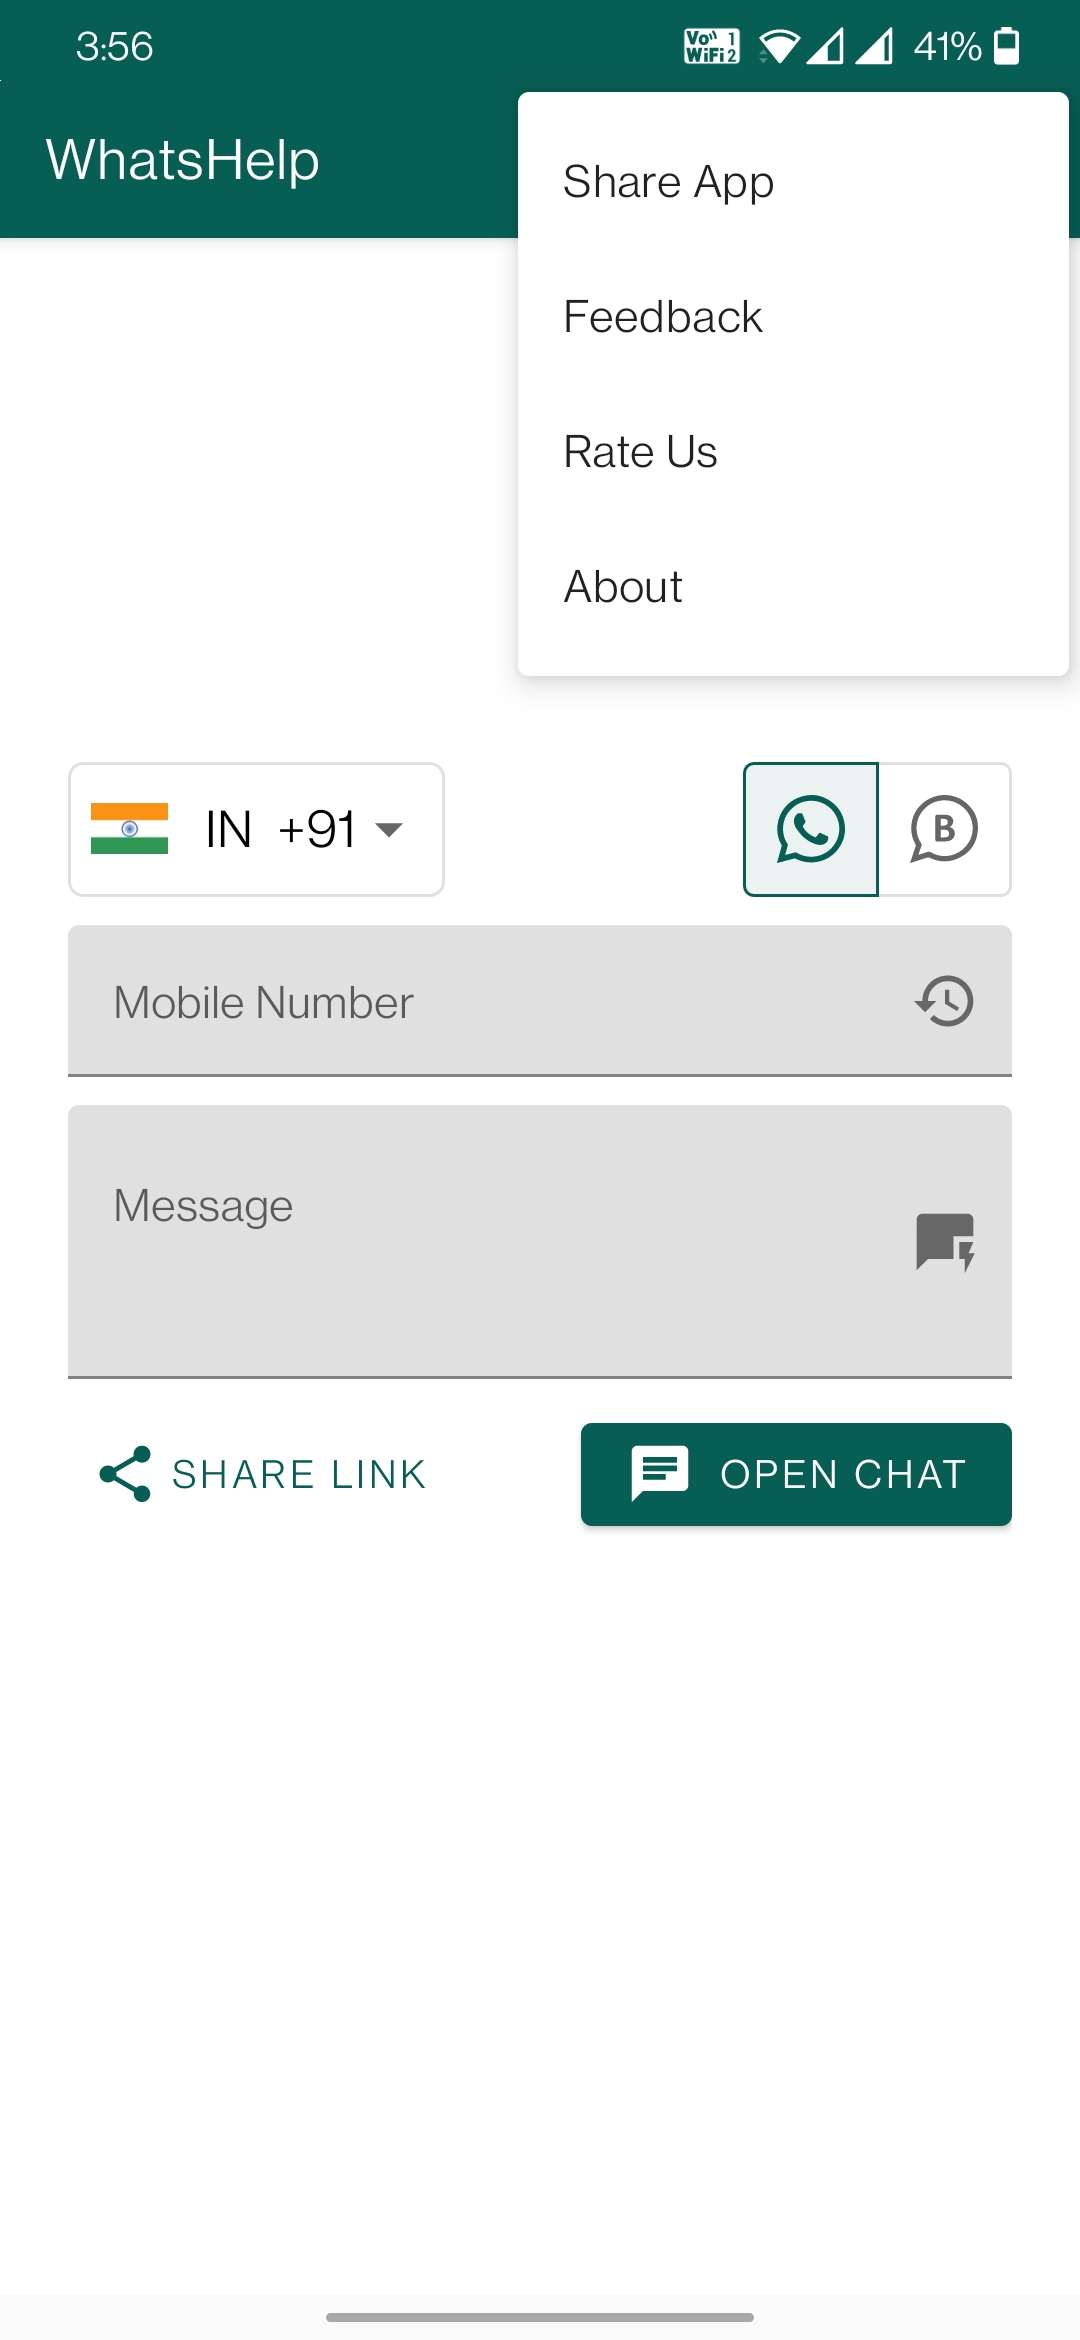 3:56
Vo 1
WiFi 2
41%
WhatsHelp
Share App
Feedback
Rate Us
About
IN +91
B
Mobile Number
Message
SHARE LINK
OPEN CHAT